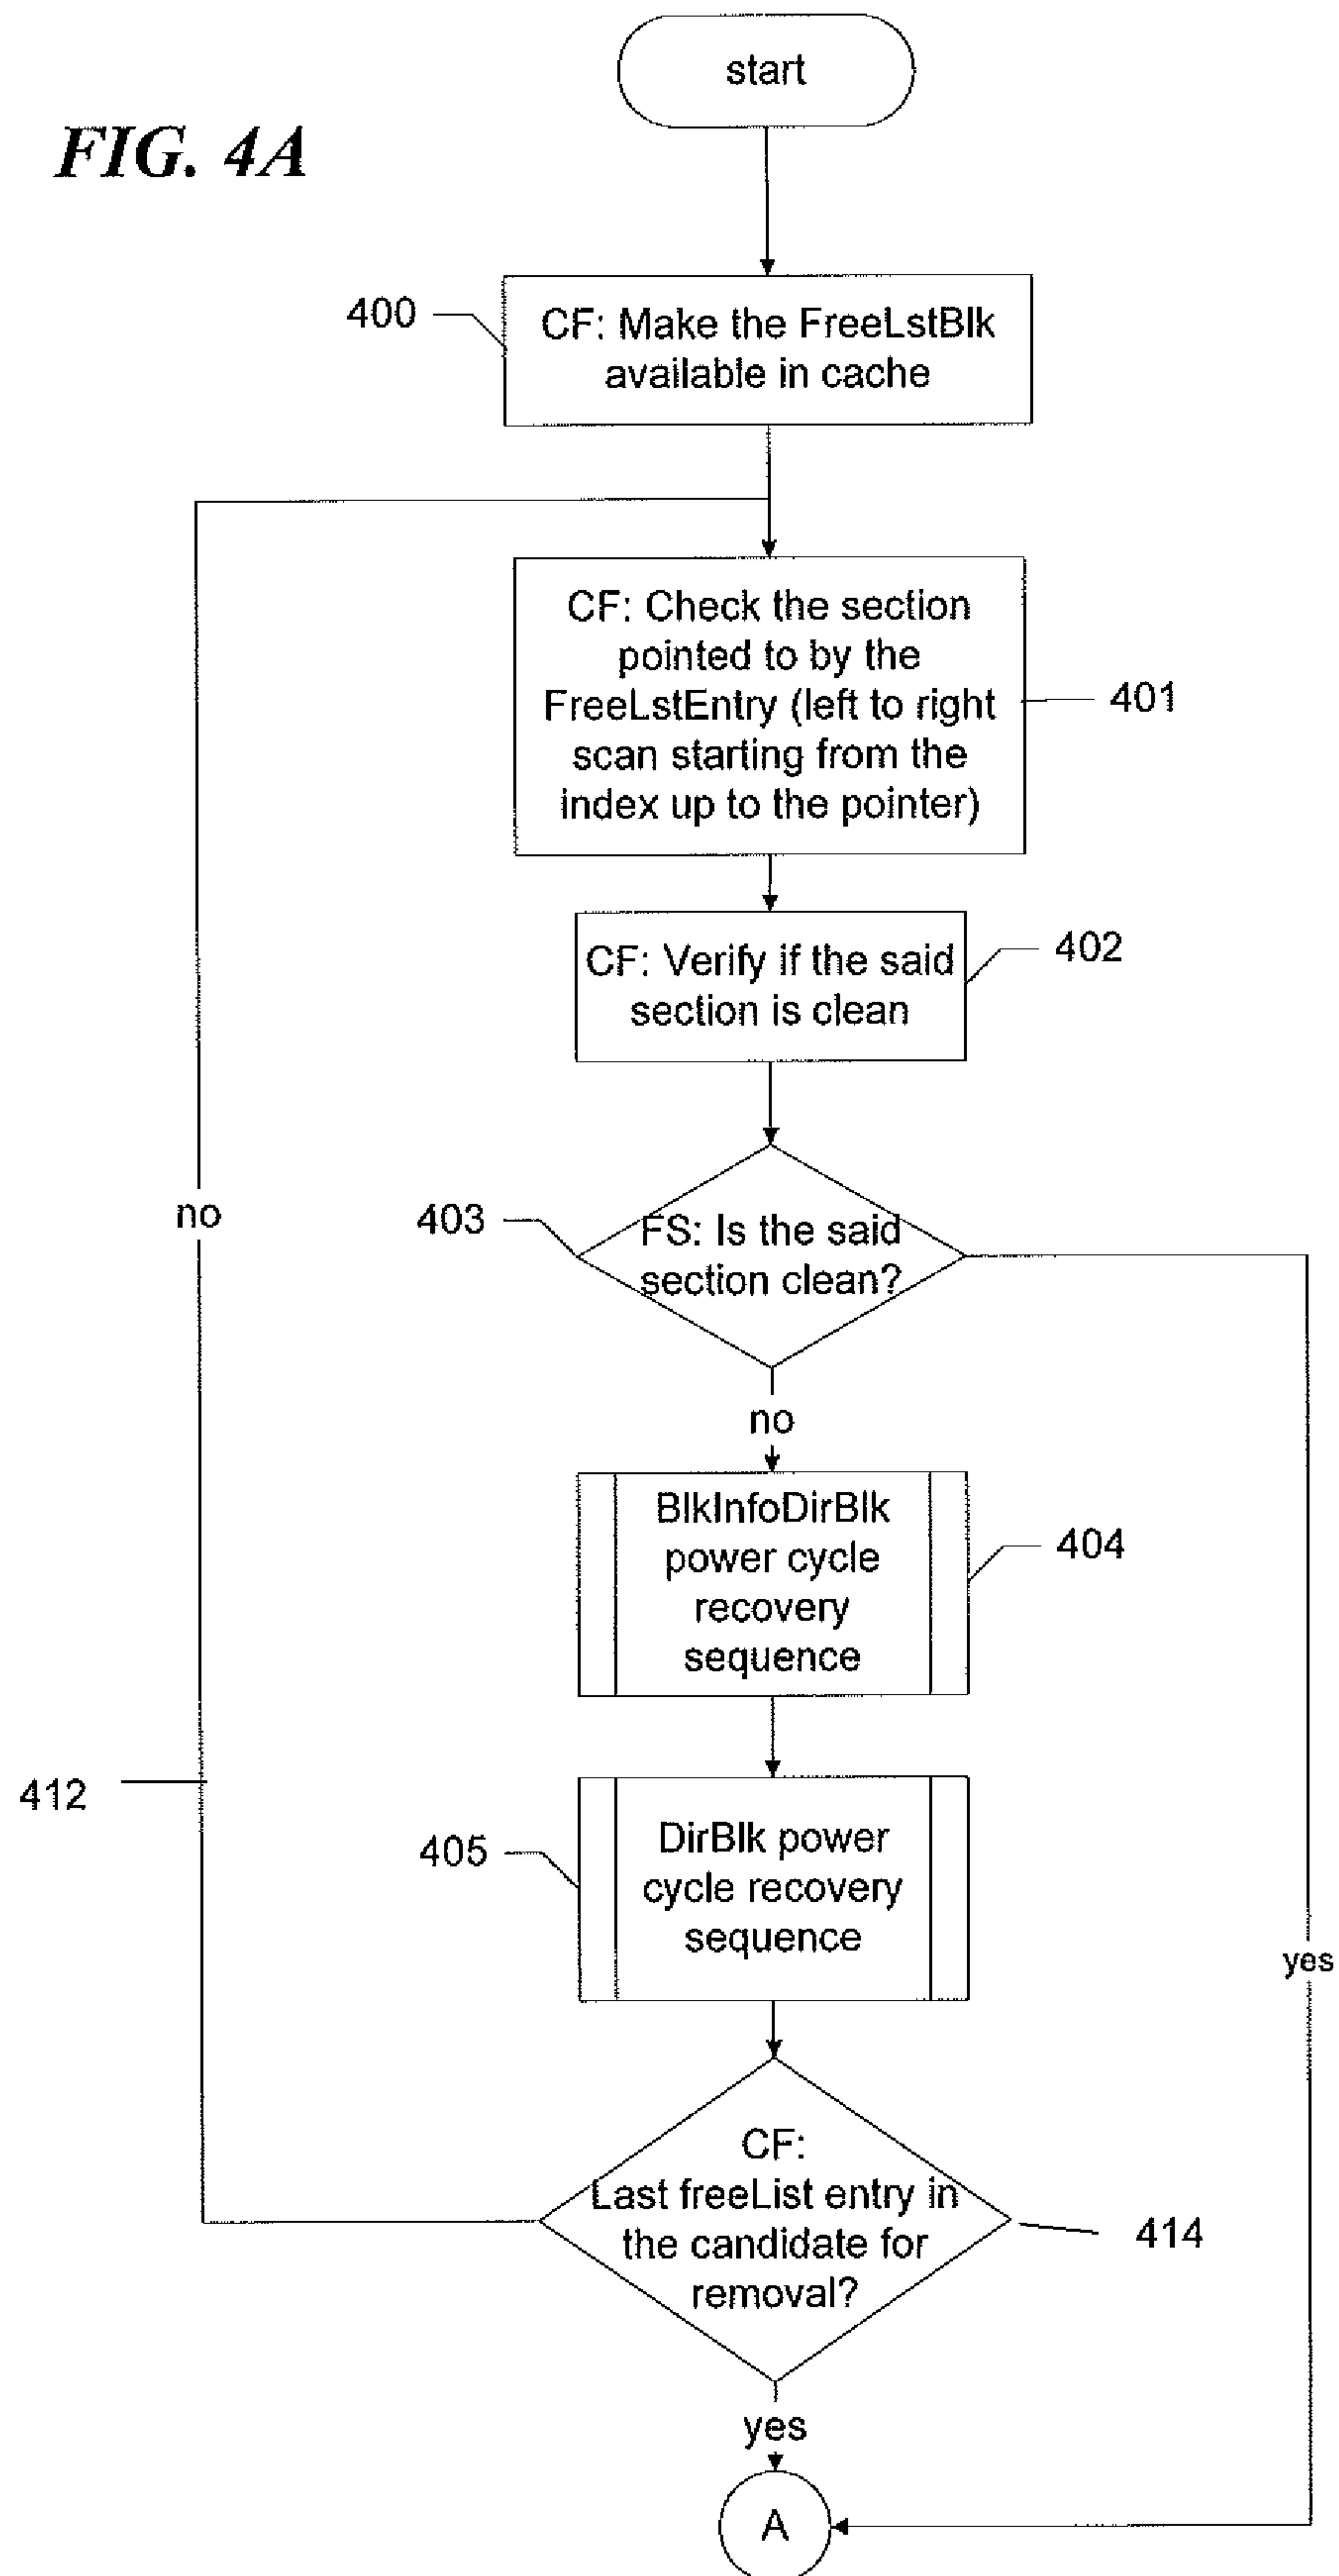 start
FIG. 4A
400
CF: Make the FreeLstBlk
available in cache
CF: Check the section
pointed to by the
FreeLstEntry (left to right
scan starting from the
index up to the pointer)
401
CF: Verify if the said
section is clean
402
no
403
FS: Is the said
section clean?
no
BlkInfoDirBlk
power cycle
recovery
sequence
404
412
405
DirBlk power
cycle recovery
sequence
yes
CF:
Last freeList entry in
the candidate for
removal?
414
yes
A